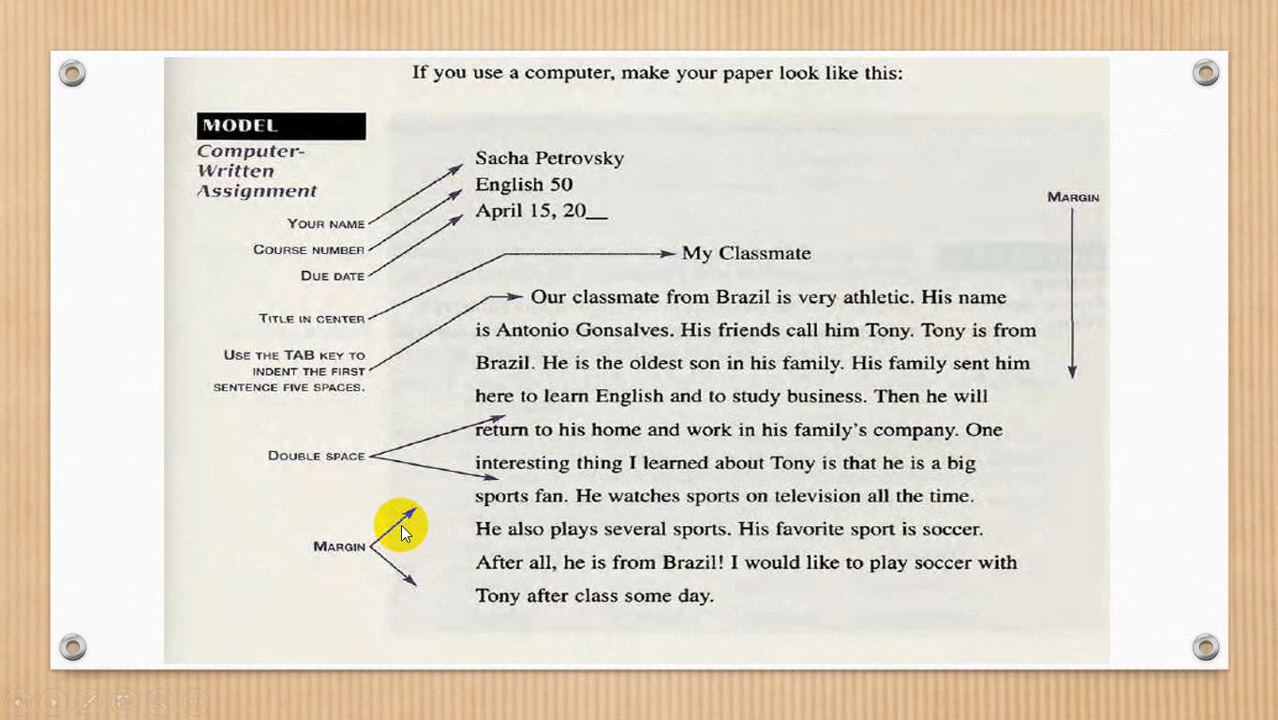 If you use a computer, make your paper look like this:
MODEL
Computer-
Written
Assignment
YOUR NAME
COURSE NUMBER
DUE DATE
TITLE IN CENTER
USE THE TAB KEY TO
INDENT THE FIRST
SENTENCE FIVE SPACES.
DOUBLE SPACE
MARGIN
Sacha Petrovsky
English 50
April 15, 20__
My Classmate
Our classmate from Brazil is very athletic. His name
is Antonio Gonsalves. His friends call him Tony. Tony is from
Brazil. He is the oldest son in his family. His family sent him
here to learn English and to study business. Then he will
return to his home and work in his family's company. One
interesting thing I learned about Tony is that he is a big
sports fan. He watches sports on television all the time.
He also plays several sports. His favorite sport is soccer.
After all, he is from Brazil! I would like to play soccer with
Tony after class some day.
MARGIN